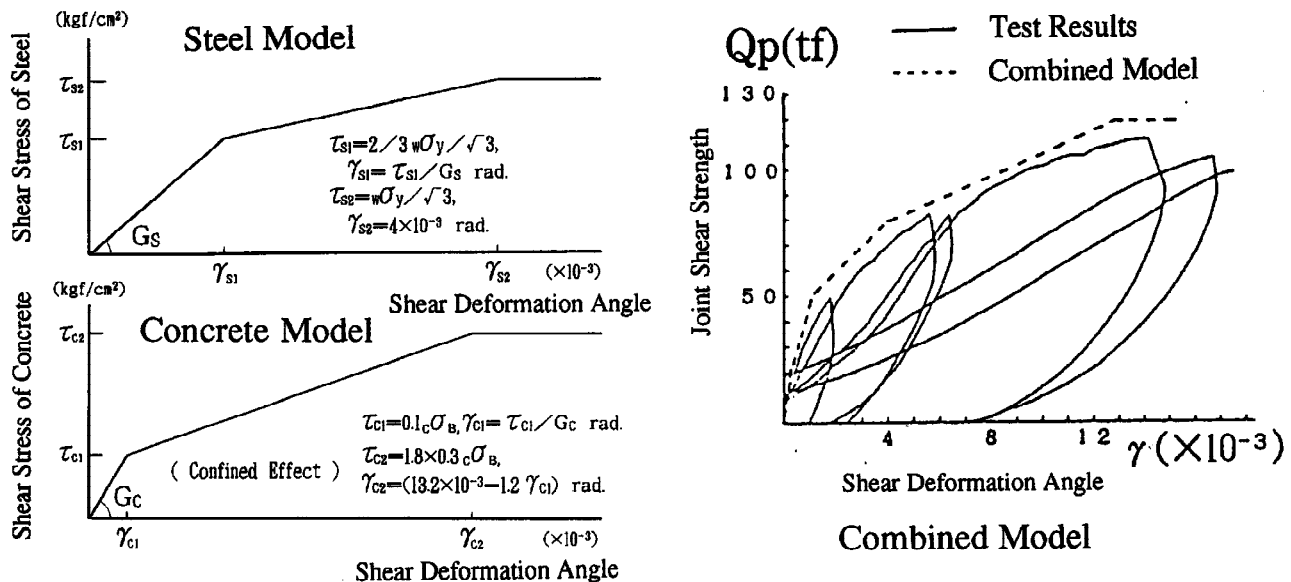 (kgf/cm²)
Steel Model
Shear Stress of Steel
τS2
τS1
τS1=2/3 wσy/√3,
γS1= τS1/GS rad.
τS2=wσy/√3,
γS2=4×10⁻³ rad.
GS
γS1
γS2
(×10⁻³)
Shear Deformation Angle
(kgf/cm²)
Concrete Model
Shear Stress of Concrete
τC2
τC1
τC1=0.1cσB, γC1= τC1/GC rad.
( Confined Effect )
τC2=1.8×0.3cσB,
γC2=(13.2×10⁻³−1.2 γC1) rad.
GC
γC1
γC2
(×10⁻³)
Shear Deformation Angle
Qp(tf)
Test Results
Combined Model
130
100
50
Joint Shear Strength
4
8
12
γ(×10⁻³)
Shear Deformation Angle
Combined Model